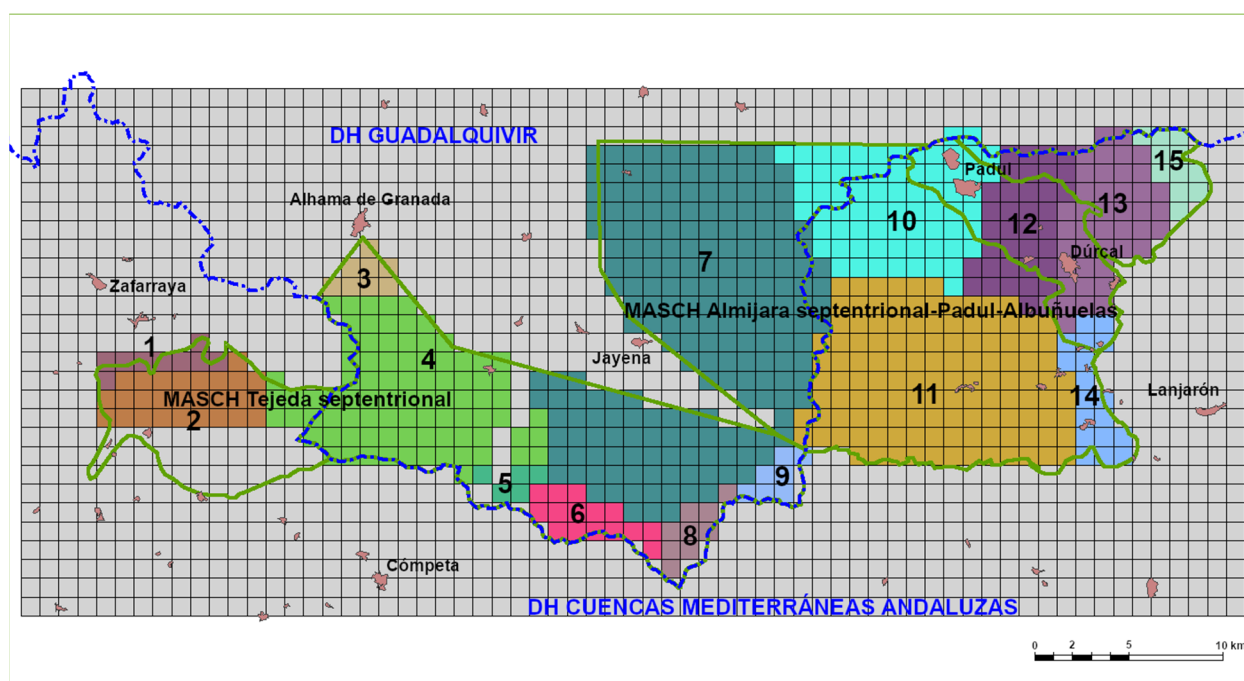 DH GUADALQUIVIR
15
Padul
Alhama de Granada
13
10
12
Dúrcal
7
3
Zafarraya
MASCH Almijara septentrional-Padul-Albuñuelas
1
4
Jayena
Lanjarón
11
14
MASCH Tejeda septentrional
2
9
5
6
8
Cómpeta
DH CUENCAS MEDITERRÁNEAS ANDALUZAS
0 2 5 10 km